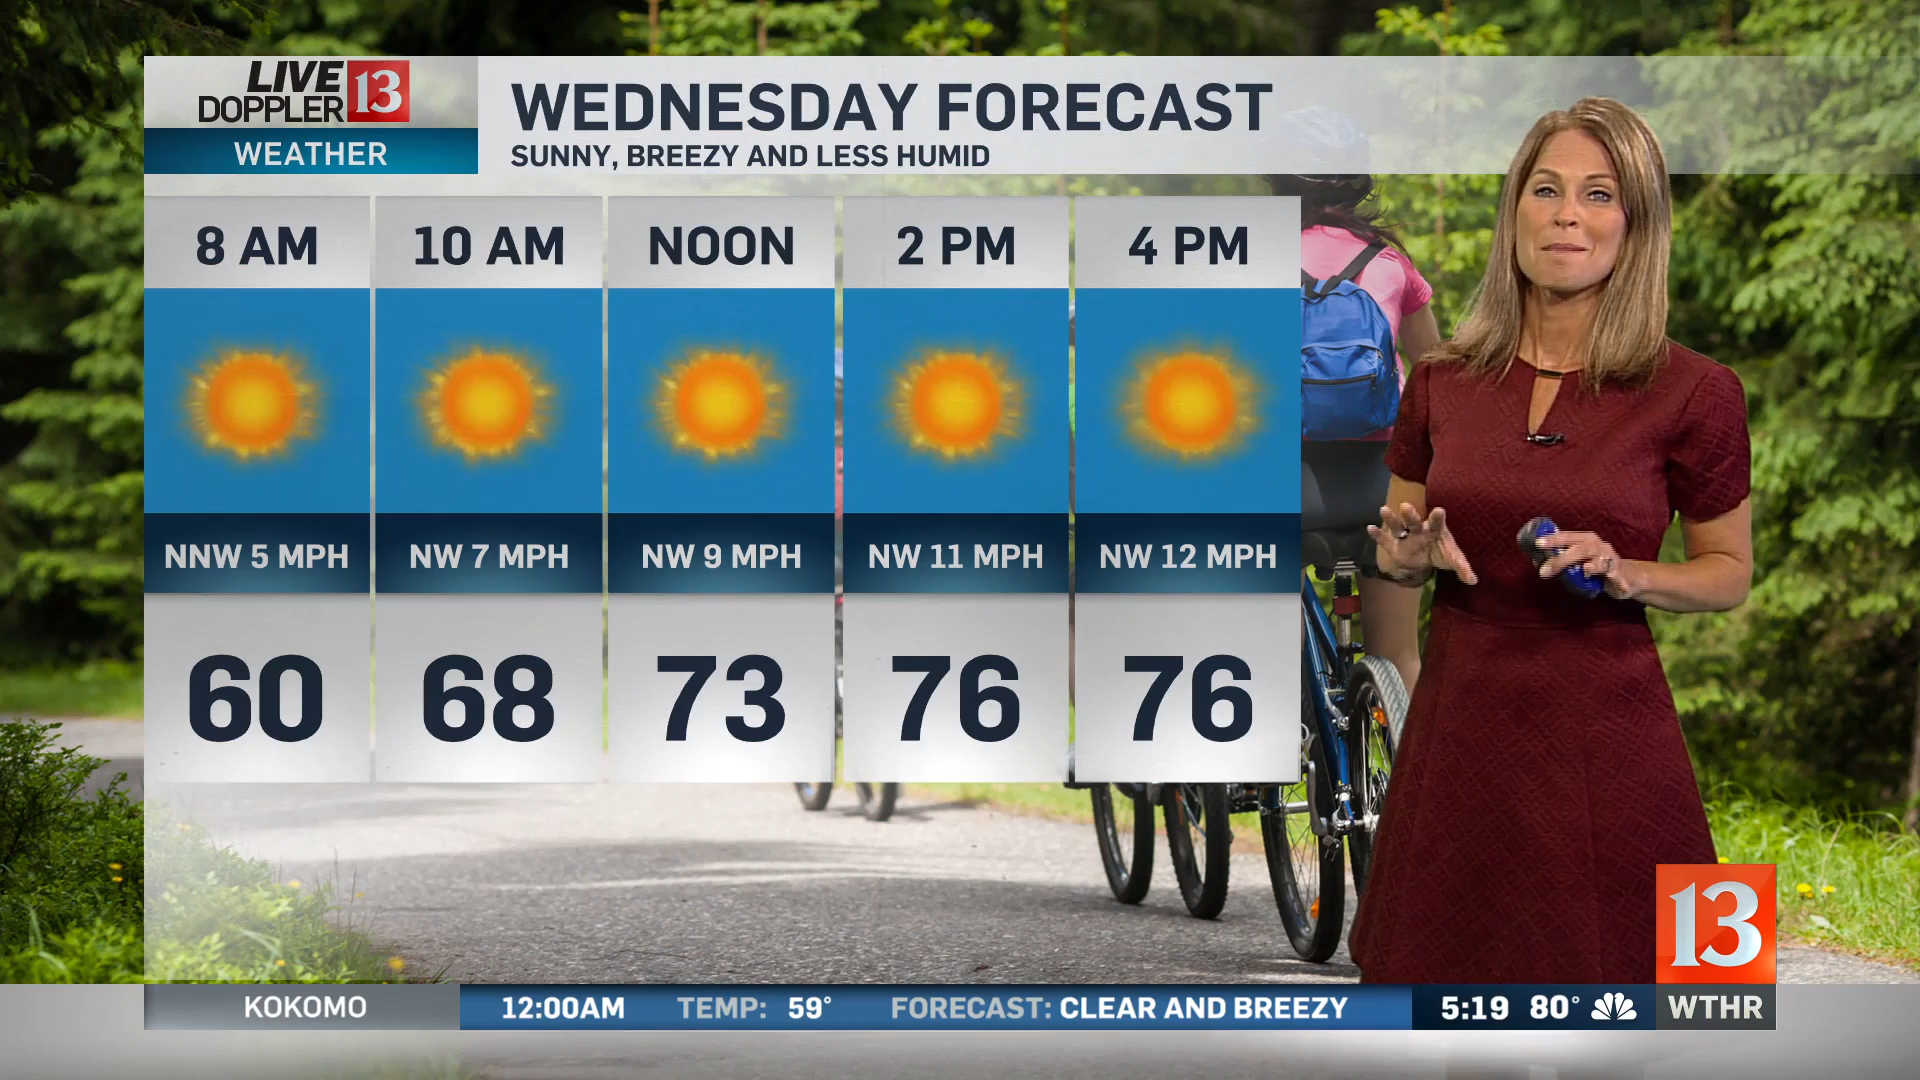 LIVE
DOPPLER 13
WEATHER
WEDNESDAY FORECAST
SUNNY, BREEZY AND LESS HUMID
8 AM 10 AM NOON 2 PM 4 PM
NNW 5 MPH NW 7 MPH NW 9 MPH NW 11 MPH NW 12 MPH
60 68 73 76 76
13
KOKOMO 12:00AM TEMP: 59° FORECAST: CLEAR AND BREEZY 5:19 80° WTHR